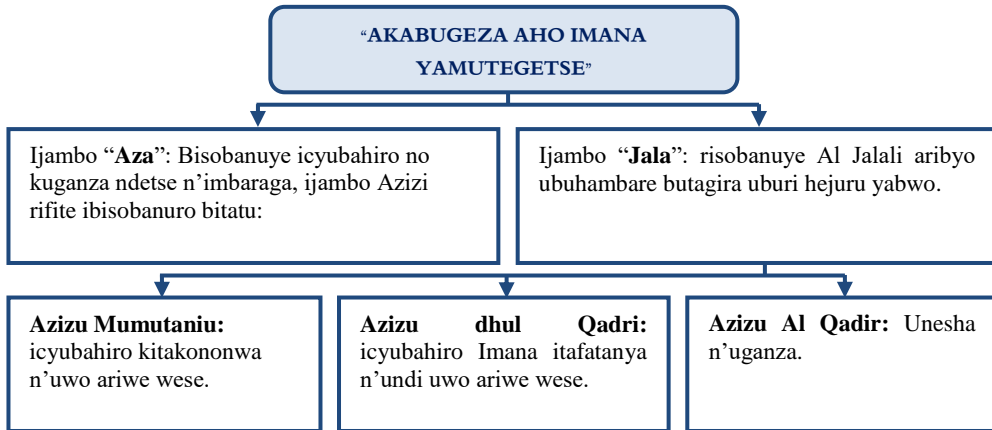 “AKABUGEZA AHO IMANA
YAMUTEGETSE”
Ijambo “Aza”: Bisobanuye icyubahiro no
kuganza ndetse n’imbaraga, ijambo Azizi
rifite ibisobanuro bitatu:
Ijambo “Jala”: risobanuye Al Jalali aribyo
ubuhambare butagira uburi hejuru yabwo.
Azizu Mumutaniu:
icyubahiro kitakononwa
n’uwo ariwe wese.
Azizu dhul Qadri:
icyubahiro Imana itafatanya
n’undi uwo ariwe wese.
Azizu Al Qadir: Unesha
n’uganza.